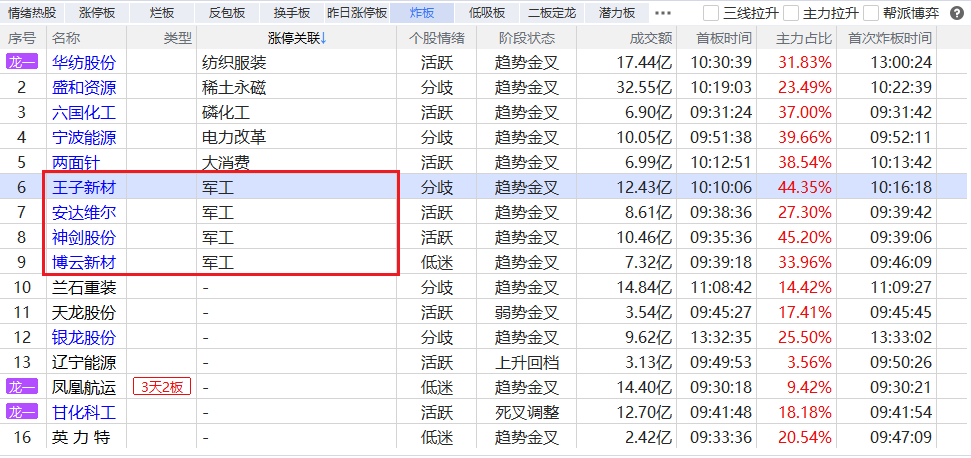 情绪热股 涨停板 烂板 反包板 换手板 昨日涨停板 炸板 低吸板 二板定龙 潜力板 ••• 三线拉升 主力拉升 帮派博弈 ?
序号 名称 类型 涨停关联↓ 个股情绪 阶段状态 成交额 首板时间 主力占比 首次炸板时间
龙一 华纺股份 纺织服装 活跃 趋势金叉 17.44亿 10:30:39 31.83% 13:00:24
2 盛和资源 稀土永磁 分歧 趋势金叉 32.55亿 10:19:03 23.49% 10:22:39
3 六国化工 磷化工 活跃 趋势金叉 6.90亿 09:31:24 37.00% 09:31:42
4 宁波能源 电力改革 分歧 趋势金叉 10.05亿 09:51:38 39.66% 09:52:11
5 两面针 大消费 活跃 趋势金叉 6.99亿 10:12:51 38.54% 10:13:42
6 王子新材 军工 分歧 趋势金叉 12.43亿 10:10:06 44.35% 10:16:18
7 安达维尔 军工 活跃 趋势金叉 8.61亿 09:38:36 27.30% 09:39:42
8 神剑股份 军工 活跃 趋势金叉 10.46亿 09:35:36 45.20% 09:39:06
9 博云新材 军工 低迷 趋势金叉 7.32亿 09:39:18 33.96% 09:46:09
10 兰石重装 - 分歧 趋势金叉 14.84亿 11:08:42 14.42% 11:09:27
11 天龙股份 - 活跃 弱势金叉 3.54亿 09:45:27 17.41% 09:45:45
12 银龙股份 - 分歧 趋势金叉 9.62亿 13:32:35 25.50% 13:33:02
13 辽宁能源 - 活跃 上升回档 3.13亿 09:49:53 3.56% 09:50:26
龙一 凤凰航运 3天2板 - 低迷 趋势金叉 14.40亿 09:30:18 9.42% 09:30:21
龙一 甘化科工 - 活跃 死叉调整 12.70亿 09:41:48 18.18% 09:41:54
16 英力特 - 低迷 趋势金叉 2.42亿 09:33:36 20.54% 09:47:09